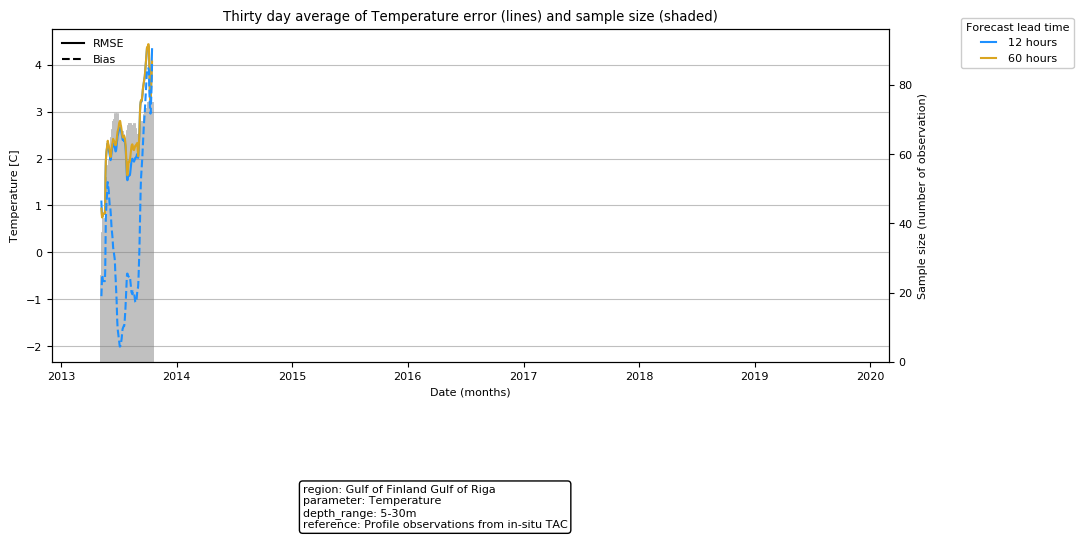 Thirty day average of Temperature error (lines) and sample size (shaded)
Forecast lead time
12 hours
60 hours
RMSE
Bias
4
3
2
1
0
−1
−2
Temperature [C]
80
60
40
20
0
Sample size (number of observation)
2013 2014 2015 2016 2017 2018 2019 2020
Date (months)
region: Gulf of Finland Gulf of Riga
parameter: Temperature
depth_range: 5-30m
reference: Profile observations from in-situ TAC